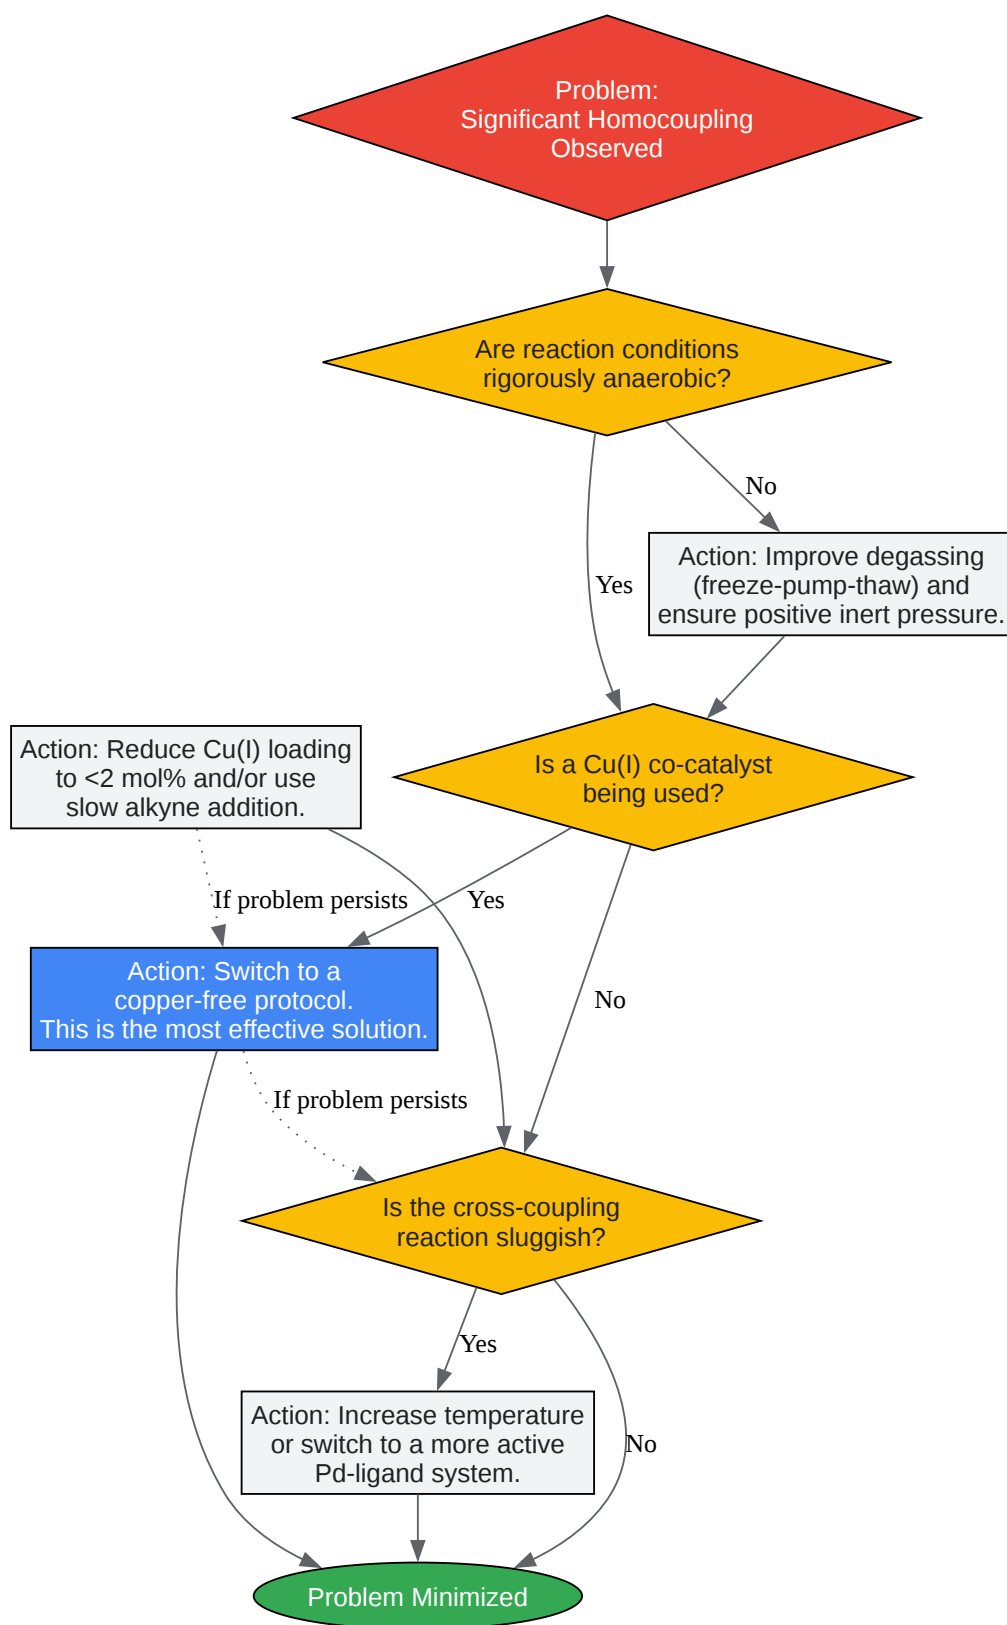 Problem:
Significant Homocoupling
Observed
Are reaction conditions
rigorously anaerobic?
No
Action: Improve degassing
(freeze-pump-thaw) and
ensure positive inert pressure.
Yes
Action: Reduce Cu(I) loading
to <2 mol% and/or use
slow alkyne addition.
Is a Cu(I) co-catalyst
being used?
If problem persists
Yes
Action: Switch to a
copper-free protocol.
This is the most effective solution.
No
If problem persists
Is the cross-coupling
reaction sluggish?
Yes
Action: Increase temperature
or switch to a more active
Pd-ligand system.
No
Problem Minimized